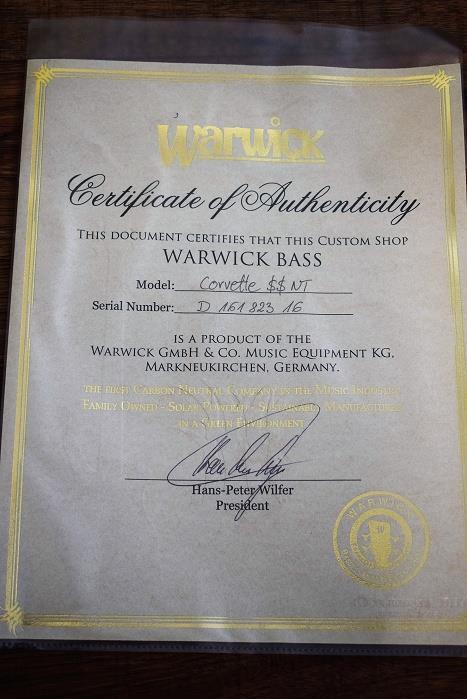 Warwick
Certificate of Authenticity
THIS DOCUMENT CERTIFIES THAT THIS CUSTOM SHOP
WARWICK BASS
Model: Corvette $$ NT
Serial Number: D 161 823 16
IS A PRODUCT OF THE
WARWICK GMBH & CO. MUSIC EQUIPMENT KG,
MARKNEUKIRCHEN, GERMANY.
THE FIRST CARBON NEUTRAL COMPANY IN THE MUSIC INDUSTRY
FAMILY OWNED - SOLAR POWERED - SUSTAINABLE MANUFACTURED
IN A GREEN ENVIRONMENT
Hans-Peter Wilfer
President
WARWICK